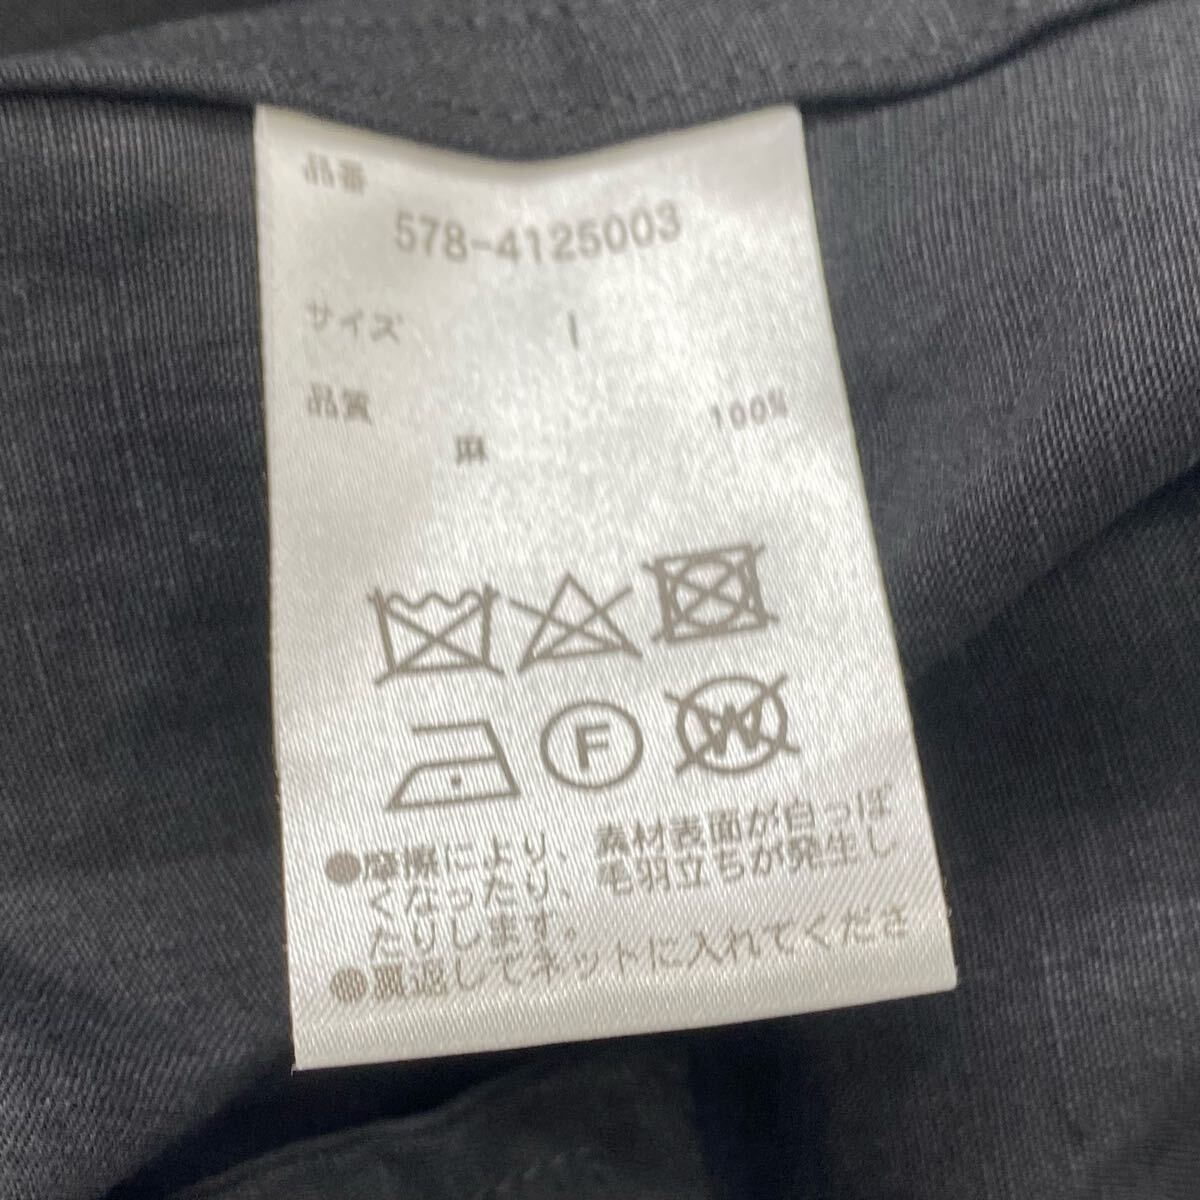 品番
578-4125003
サイズ 1
品質
麻 100%
F
W
●摩擦により、素材表面が白っぽ
くなったり、毛羽立ちが発生し
たりします。
●裏返してネットに入れてくださ